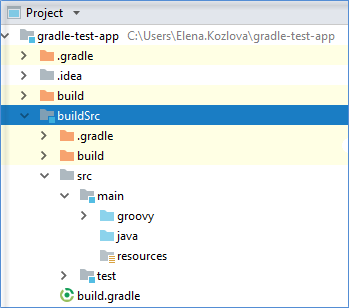 Project
gradle-test-app C:\Users\Elena.Kozlova\gradle-test-app
.gradle
.idea
build
buildSrc
.gradle
build
src
main
groovy
java
resources
test
build.gradle